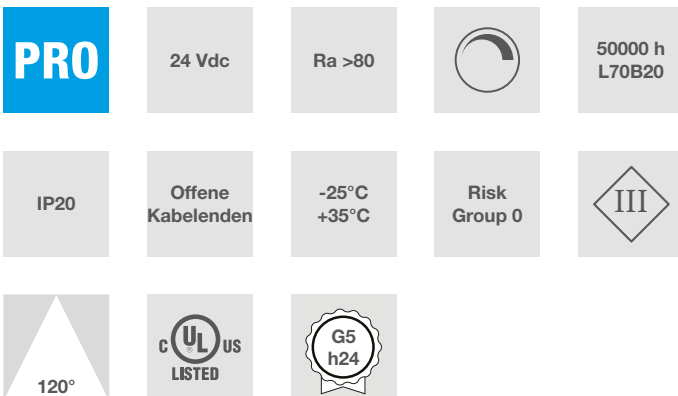 PRO
24 Vdc
Ra >80
50000 h
L70B20
IP20
Offene
Kabelenden
-25°C
+35°C
Risk
Group 0
III
120°
C UL® US
LISTED
G5
h24